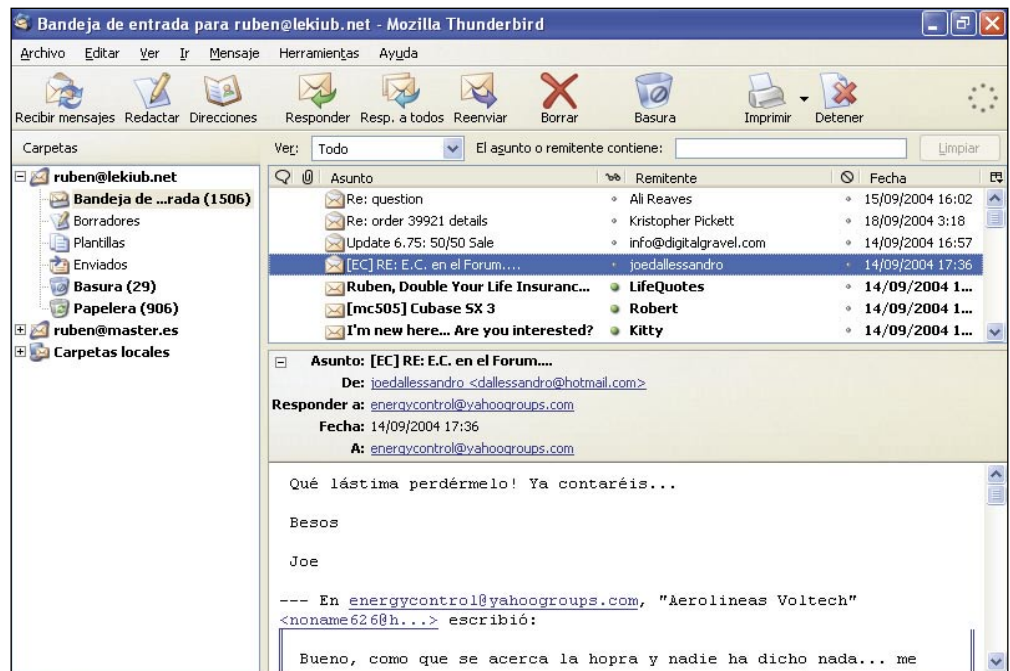 Bandeja de entrada para ruben@lekiub.net - Mozilla Thunderbird
Archivo Editar Ver Ir Mensaje Herramientas Ayuda
Recibir mensajes Redactar Direcciones Responder Resp. a todos Reenviar Borrar Basura Imprimir Detener
Carpetas
Ver: Todo El asunto o remitente contiene: Limpiar
ruben@lekiub.net
Bandeja de ...rada (1506)
Borradores
Plantillas
Enviados
Basura (29)
Papelera (906)
ruben@master.es
Carpetas locales
Asunto Remitente Fecha
Re: question Ali Reaves 15/09/2004 16:02
Re: order 39921 details Kristopher Pickett 18/09/2004 3:18
Update 6.75: 50/50 Sale info@digitalgravel.com 14/09/2004 16:57
[EC] RE: E.C. en el Forum.... joedallessandro 14/09/2004 17:36
Ruben, Double Your Life Insuranc... LifeQuotes 14/09/2004 1...
[mc505] Cubase SX 3 Robert 14/09/2004 1...
I'm new here... Are you interested? Kitty 14/09/2004 1...
Asunto: [EC] RE: E.C. en el Forum....
De: joedallessandro <dallessandro@hotmail.com>
Responder a: energycontrol@yahoogroups.com
Fecha: 14/09/2004 17:36
A: energycontrol@yahoogroups.com
Qué lástima perdérmelo! Ya contaréis...
Besos
Joe
--- En energycontrol@yahoogroups.com, "Aerolineas Voltech"
<noname626@h...> escribió:
Bueno, como que se acerca la hopra y nadie ha dicho nada... me